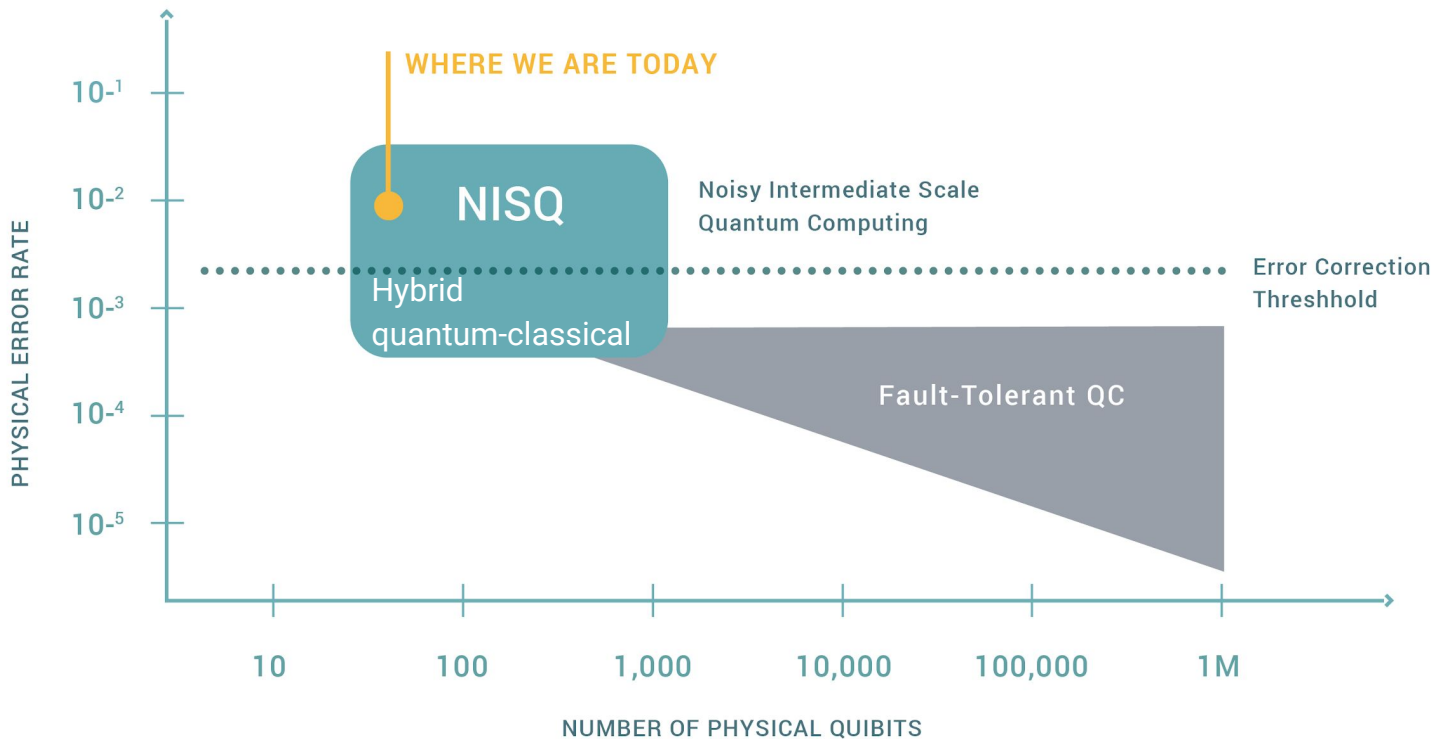 WHERE WE ARE TODAY
10-¹
NISQ
10-²
Noisy Intermediate Scale
Quantum Computing
PHYSICAL ERROR RATE
Error Correction
Threshhold
Hybrid
quantum-classical
10-³
Fault-Tolerant QC
10-⁴
10-⁵
10 100 1,000 10,000 100,000 1M
NUMBER OF PHYSICAL QUIBITS